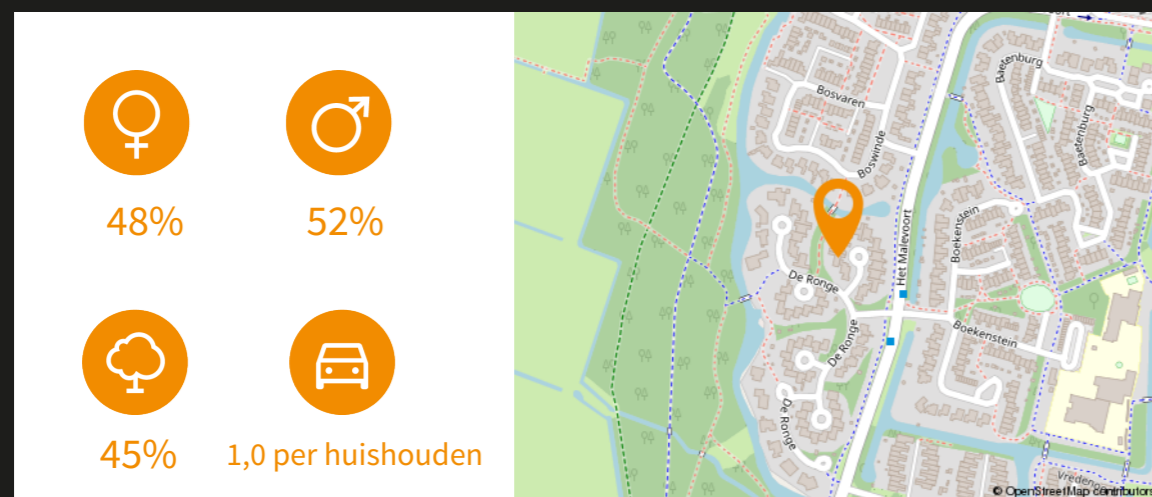 48%
52%
45%
1,0 per huishouden
Bosvaren
Boswinde
Baetenburg
Baetenburg
Het Malevoort
Boekenstein
De Ronge
Boekenstein
De Ronge
De Ronge
© OpenStreetMap contributors